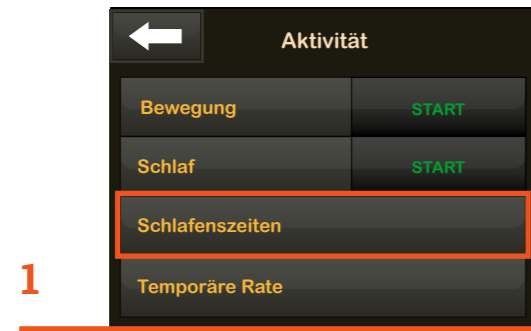 Aktivität
Bewegung START
Schlaf START
Schlafenszeiten
Temporäre Rate
1